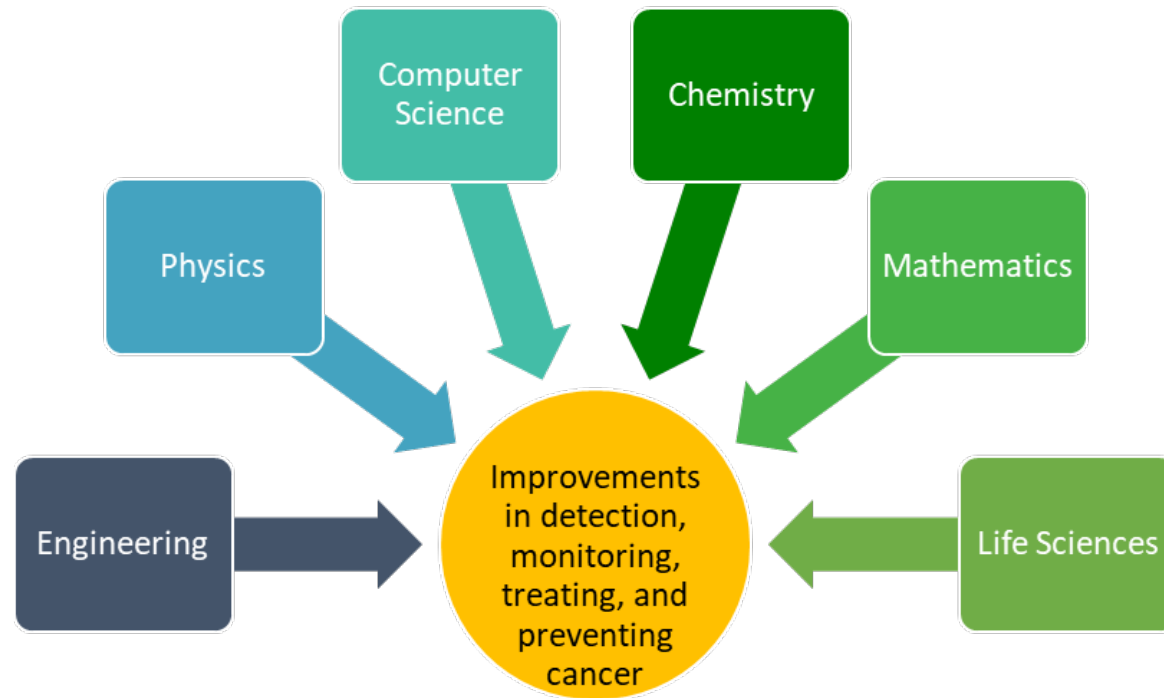 Computer
Science
Chemistry
Physics
Mathematics
Engineering
Improvements
in detection,
monitoring,
treating, and
preventing
cancer
Life Sciences